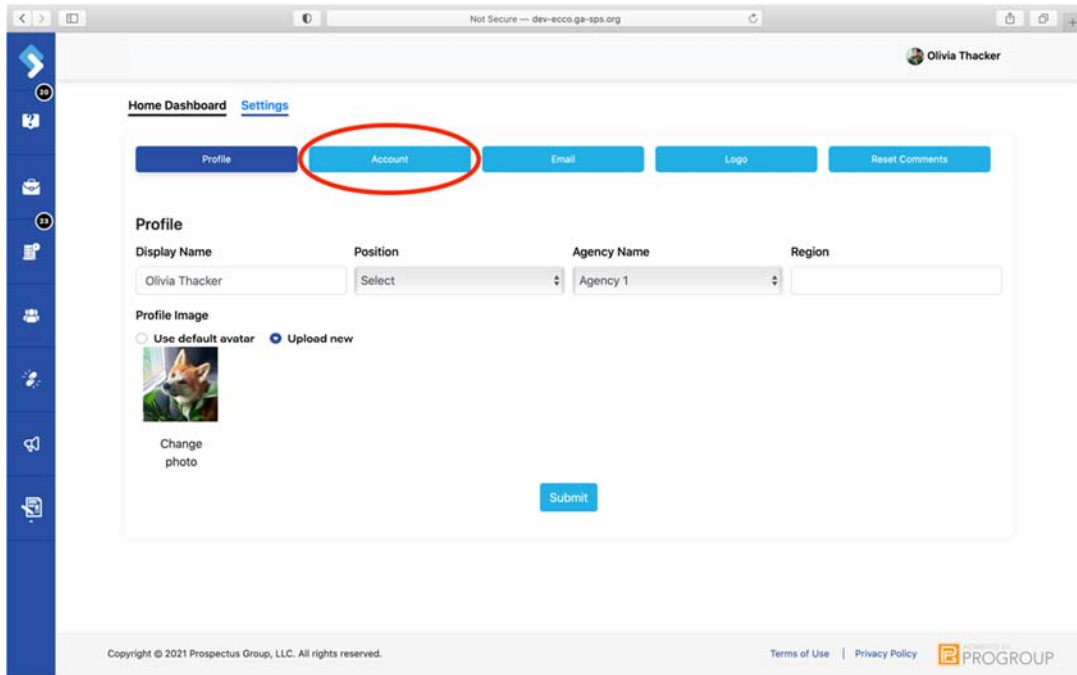 Not Secure — dev-ecco.ga-sps.org
Olivia Thacker
20
Home Dashboard Settings
Profile Account Email Logo Reset Comments
23
Profile
Display Name Position Agency Name Region
Olivia Thacker Select Agency 1
Profile Image
Use default avatar Upload new
Change
photo
Submit
Copyright © 2021 Prospectus Group, LLC. All rights reserved. Terms of Use | Privacy Policy
POWERED BY
PROGROUP